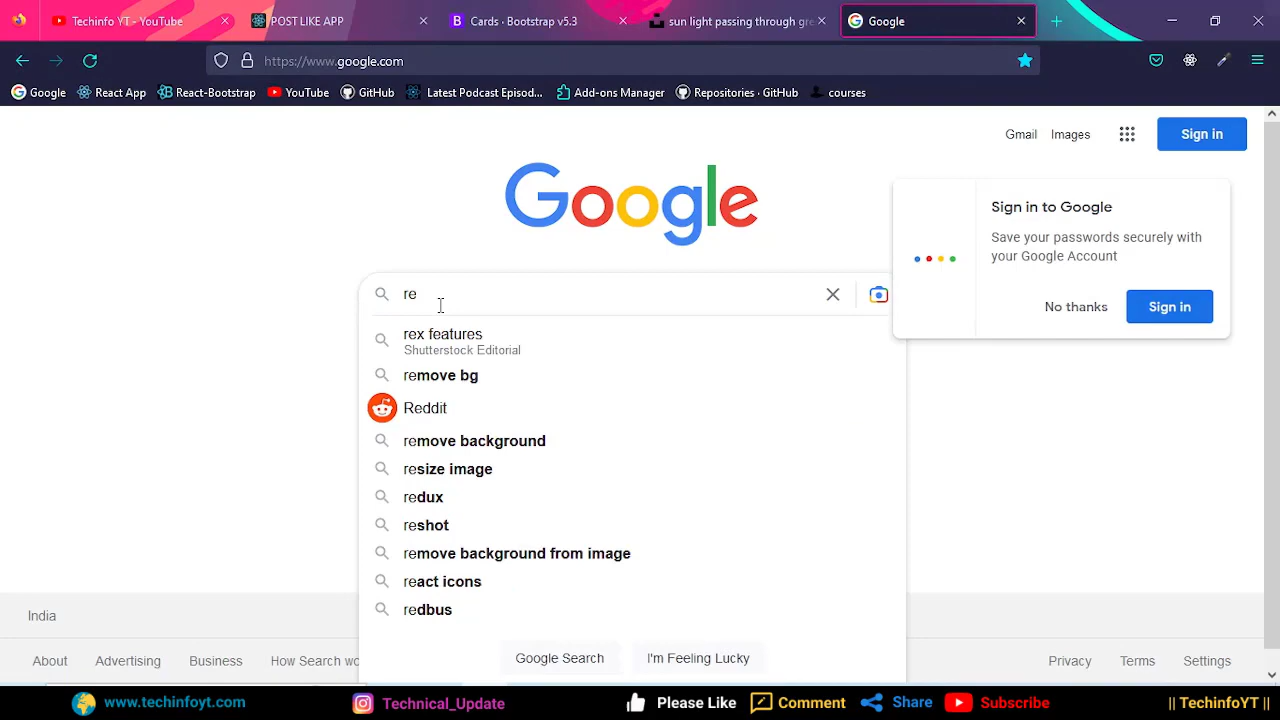 Techinfo YT - YouTube
POST LIKE APP
Cards · Bootstrap v5.3
sun light passing through gre
Google
https://www.google.com
Google
React App
React-Bootstrap
YouTube
GitHub
Latest Podcast Episod...
Add-ons Manager
Repositories · GitHub
courses
Gmail
Images
Sign in
Google
Sign in to Google
Save your passwords securely with
your Google Account
No thanks
Sign in
re
rex features
Shutterstock Editorial
remove bg
Reddit
remove background
resize image
redux
reshot
remove background from image
react icons
redbus
Google Search
I'm Feeling Lucky
India
About
Advertising
Business
How Search wo
Privacy
Terms
Settings
www.techinfoyt.com
Technical_Update
Please Like
Comment
Share
Subscribe
|| TechinfoYT ||